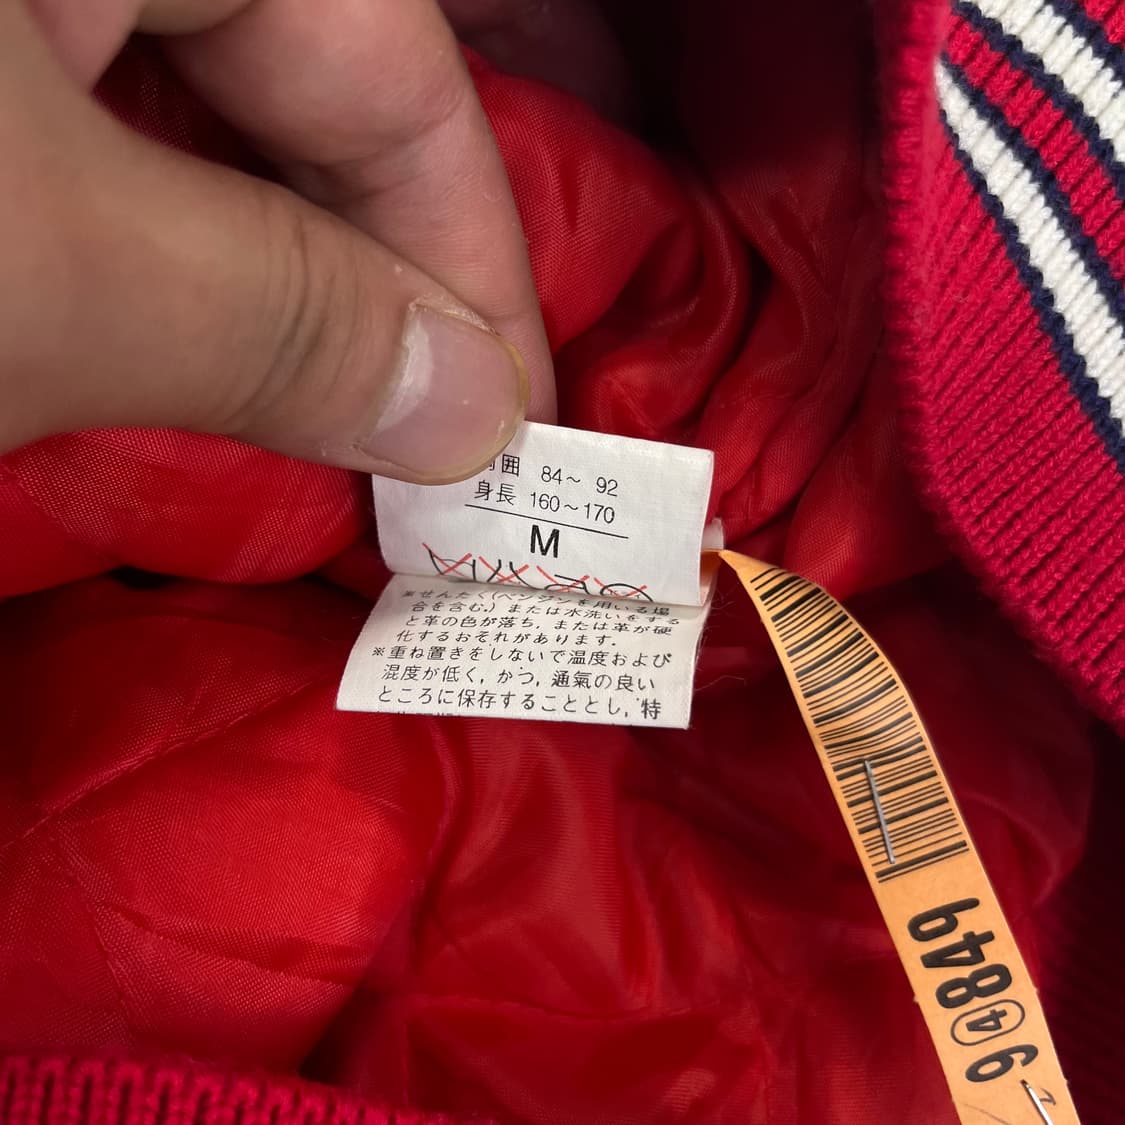 囲 84～ 92
身長 160～170
M
※せんたく(ベンジンを用いる場
合を含む.) または水洗いをする
と革の色が落ち, または革が硬
化するおそれがあります.
※重ね置きをしないで温度および
混度が低く, かつ, 通氣の良い
ところに保存することとし, 特
64849